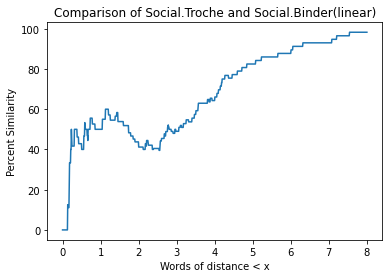 Comparison of Social.Troche and Social.Binder(linear)
100
80
60
40
20
0
Percent Similarity
0 1 2 3 4 5 6 7 8
Words of distance < x